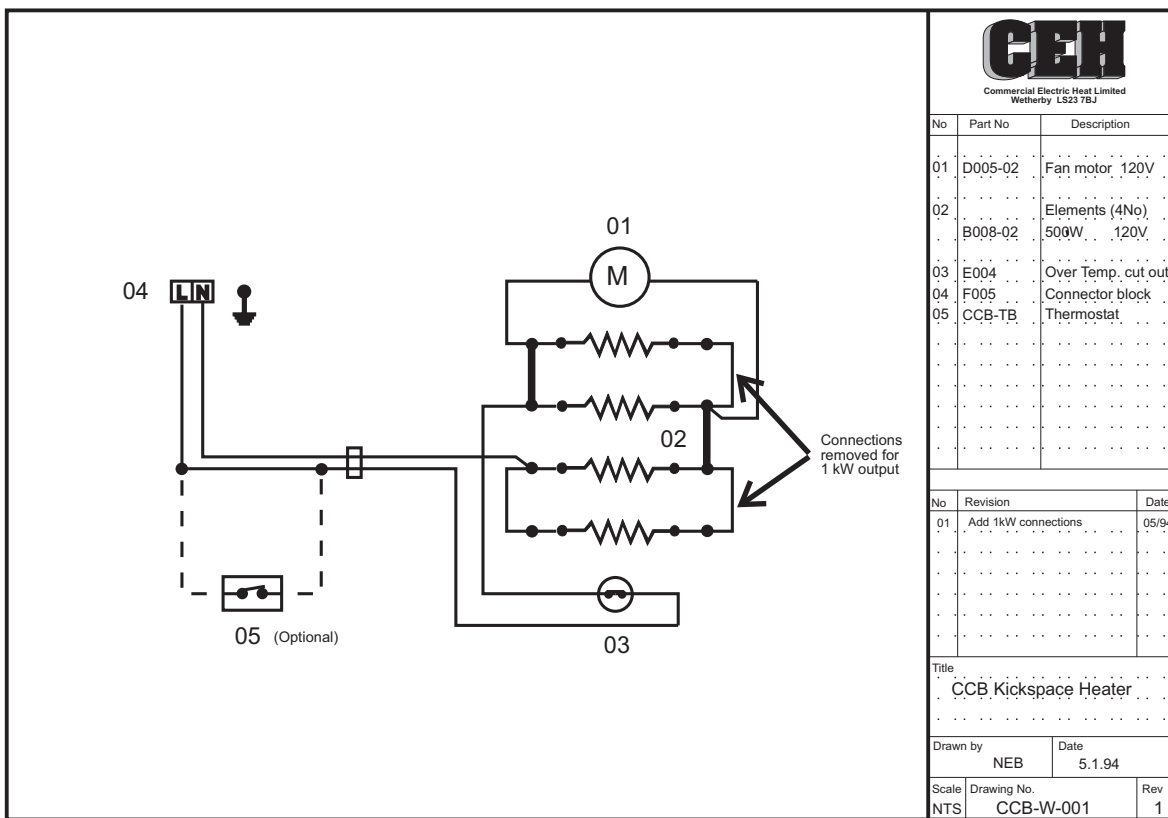 CEH
Commercial Electric Heat Limited
Wetherby LS23 7BJ
No Part No Description
01 D005-02 Fan motor 120V
02 Elements (4No)
B008-02 500W 120V
03 E004 Over Temp. cut out
04 F005 Connector block
05 CCB-TB Thermostat
No Revision Date
01 Add 1kW connections 05/94
Title
CCB Kickspace Heater
Drawn by Date
NEB 5.1.94
Scale Drawing No. Rev
NTS CCB-W-001 1
01
M
04 L N
02
Connections
removed for
1 kW output
05 (Optional)
03